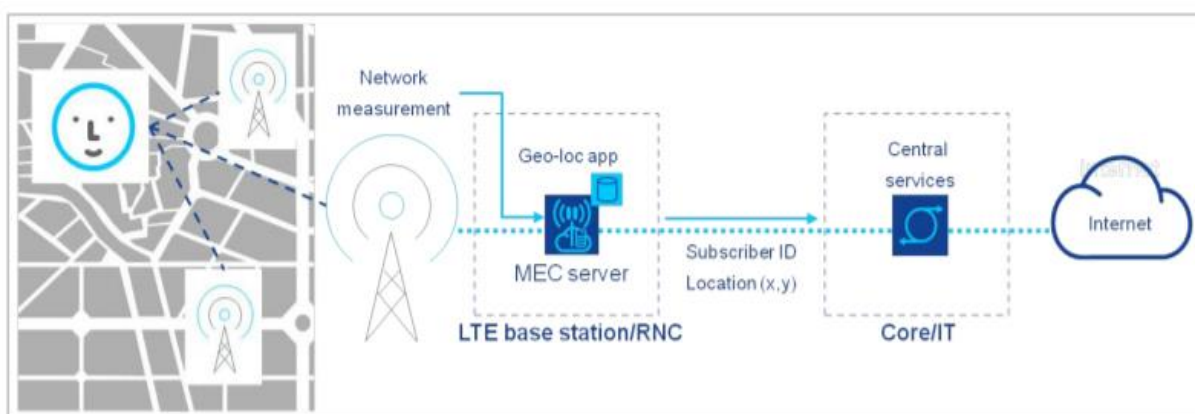 Network
measurement
Geo-loc app
MEC server
LTE base station/RNC
Subscriber ID
Location (x,y)
Central
services
Core/IT
Internet